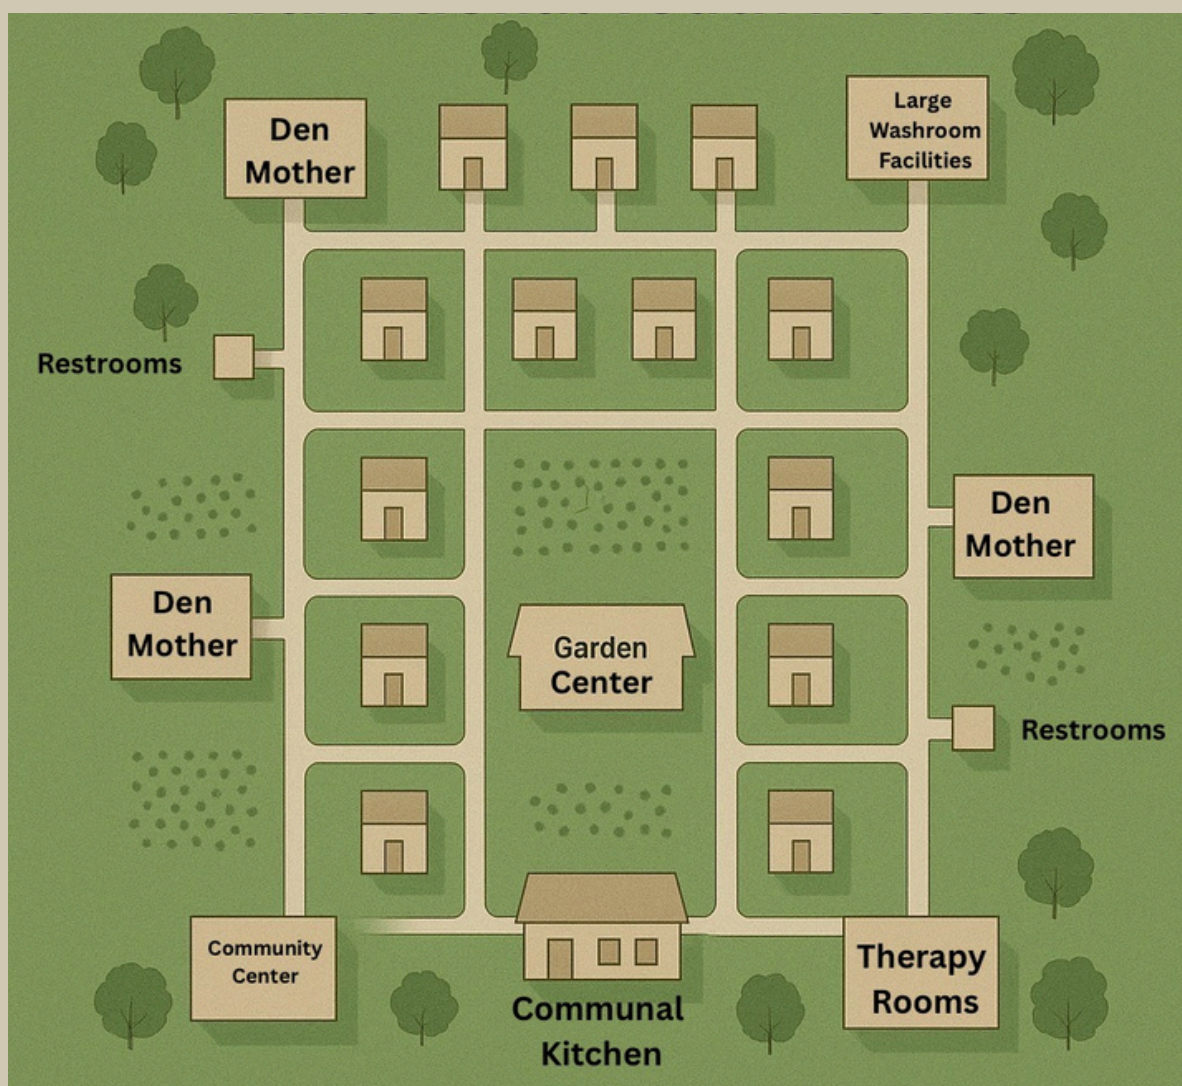 Den
Mother
Large
Washroom
Facilities
Restrooms
Den
Mother
Den
Mother
Garden
Center
Restrooms
Community
Center
Therapy
Rooms
Communal
Kitchen